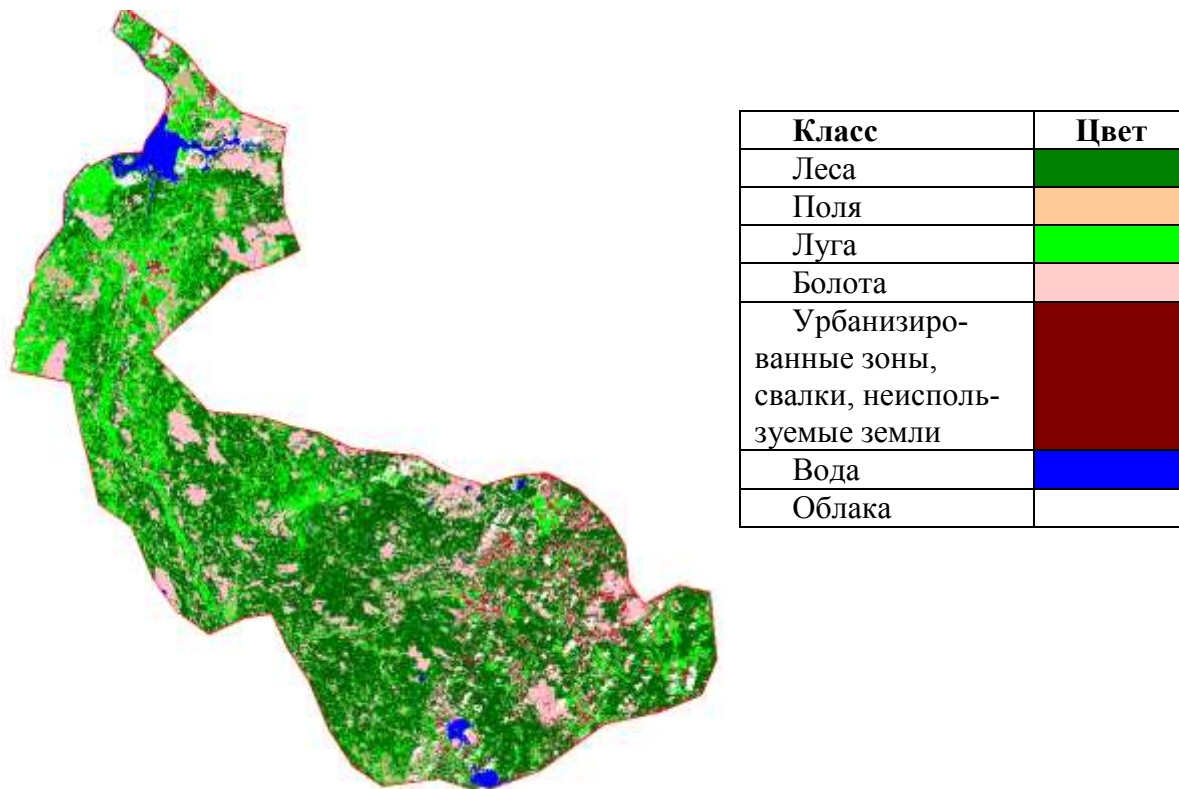 Класс Цвет
Леса
Поля
Луга
Болота
Урбанизиро-
ванные зоны,
свалки, неисполь-
зуемые земли
Вода
Облака